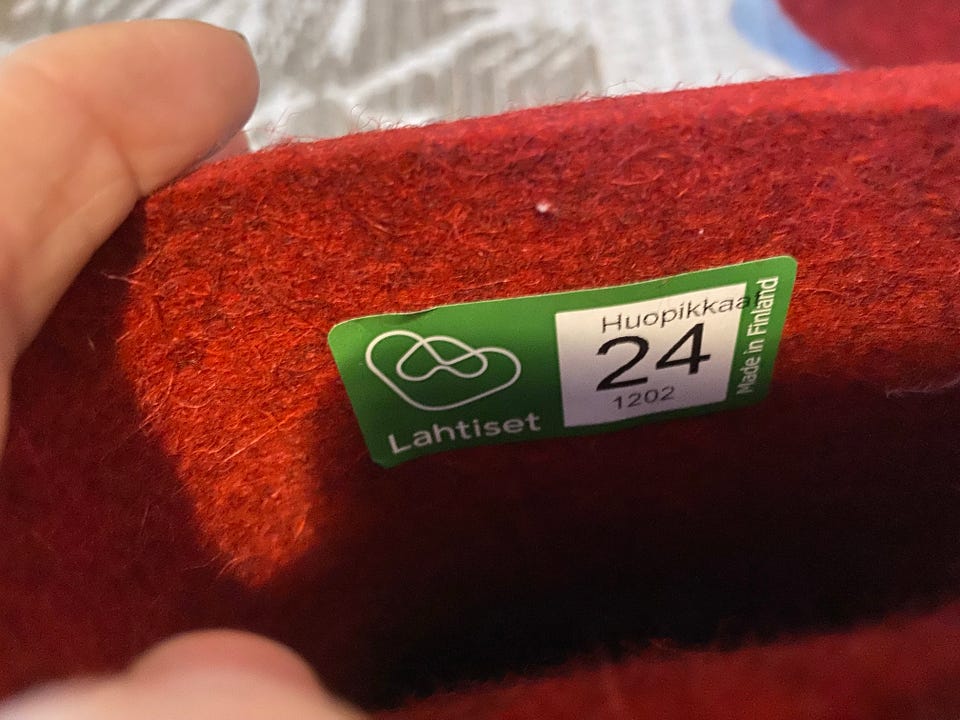 Lahtiset
Huopikkaa
24
1202
Made in Finland